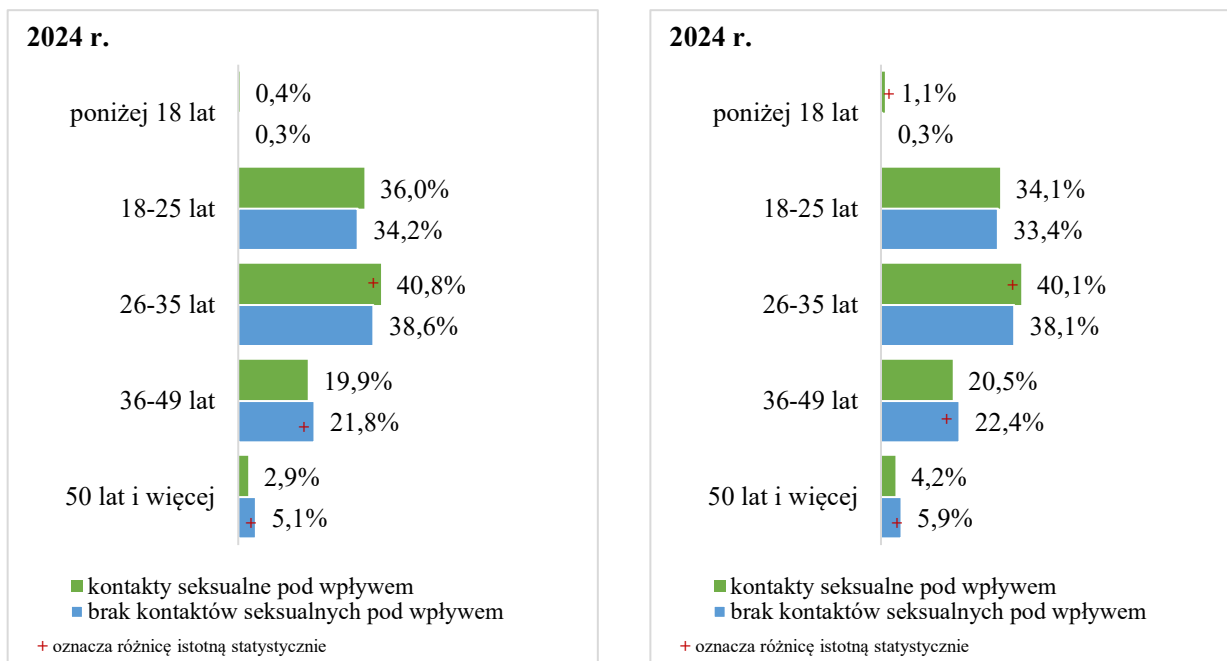 2024 r.
poniżej 18 lat
0,4%
0,3%
18-25 lat
36,0%
34,2%
26-35 lat
+ 40,8%
38,6%
36-49 lat
19,9%
+ 21,8%
50 lat i więcej
2,9%
+ 5,1%
kontakty seksualne pod wpływem
brak kontaktów seksualnych pod wpływem
+ oznacza różnicę istotną statystycznie
2024 r.
poniżej 18 lat
+ 1,1%
0,3%
18-25 lat
34,1%
33,4%
26-35 lat
+ 40,1%
38,1%
36-49 lat
20,5%
+ 22,4%
50 lat i więcej
4,2%
+ 5,9%
kontakty seksualne pod wpływem
brak kontaktów seksualnych pod wpływem
+ oznacza różnicę istotną statystycznie